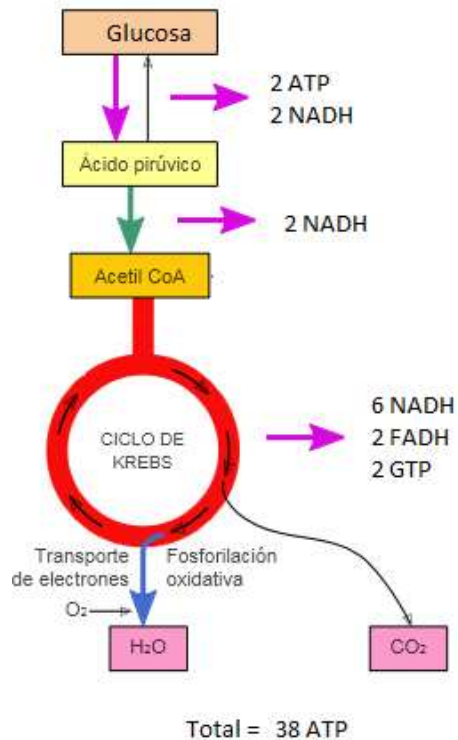 Glucosa
2 ATP
2 NADH
Ácido pirúvico
2 NADH
Acetil CoA
CICLO DE
KREBS
6 NADH
2 FADH
2 GTP
Transporte
de electrones
Fosforilación
oxidativa
O₂
H₂O
CO₂
Total = 38 ATP